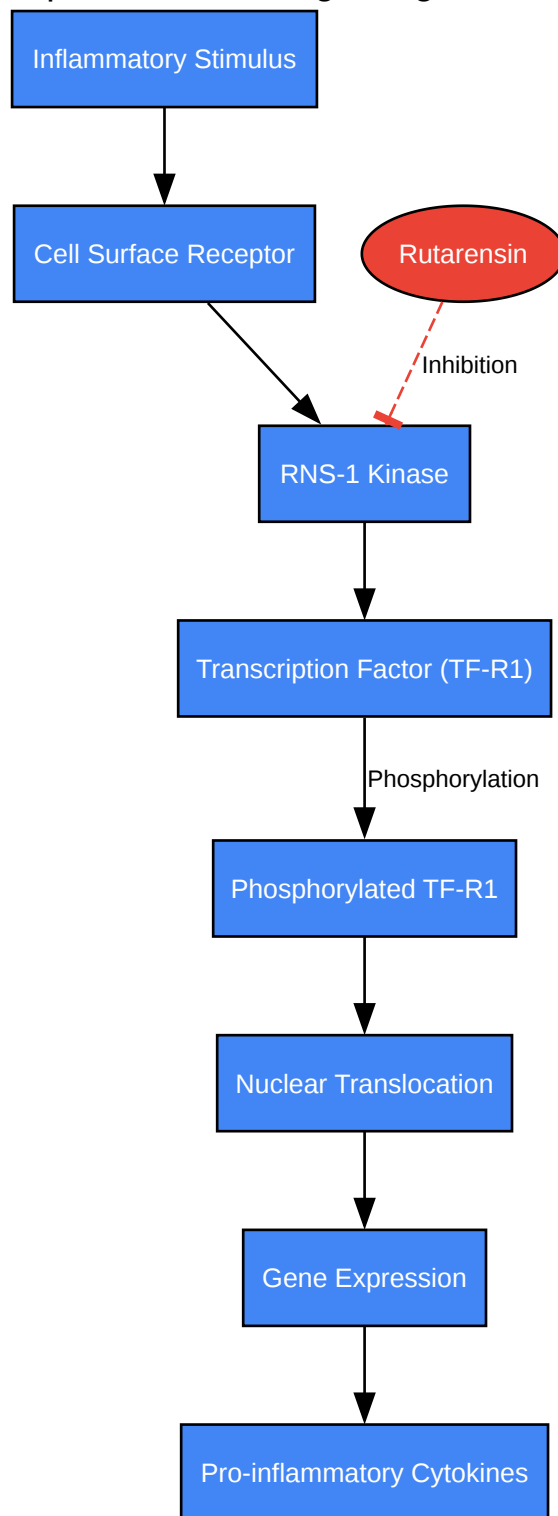 Inflammatory Stimulus
Cell Surface Receptor
Rutarensin
Inhibition
RNS-1 Kinase
Transcription Factor (TF-R1)
Phosphorylation
Phosphorylated TF-R1
Nuclear Translocation
Gene Expression
Pro-inflammatory Cytokines